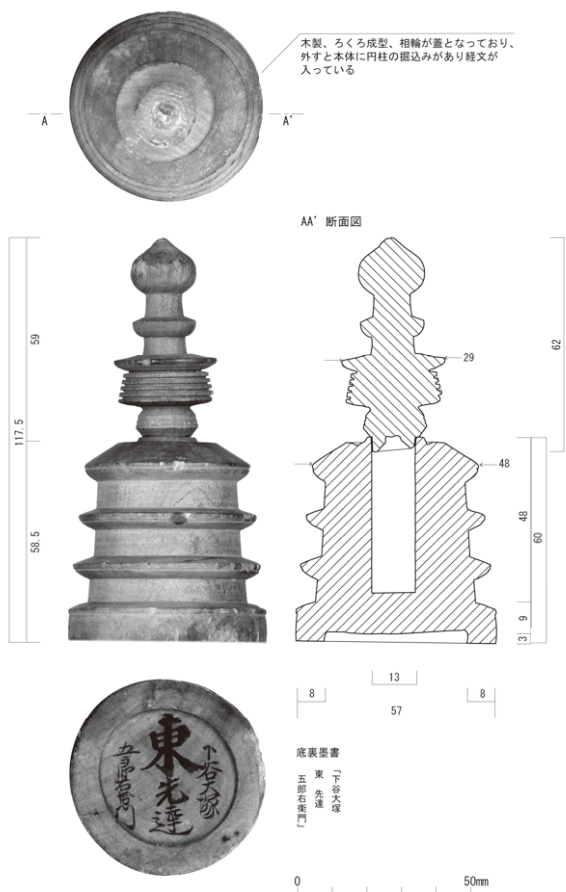 木製、ろくろ成型、相輪が蓋となっており、
外すと本体に円柱の掘込みがあり経文が
入っている
A
A'
AA' 断面図
59
117.5
58.5
29
62
48
48
60
9
3
13
8
8
57
東先達
下谷大塚
五郎右衛門
底裏墨書
「下谷大塚
東 先達
五郎右衛門」
0
50mm